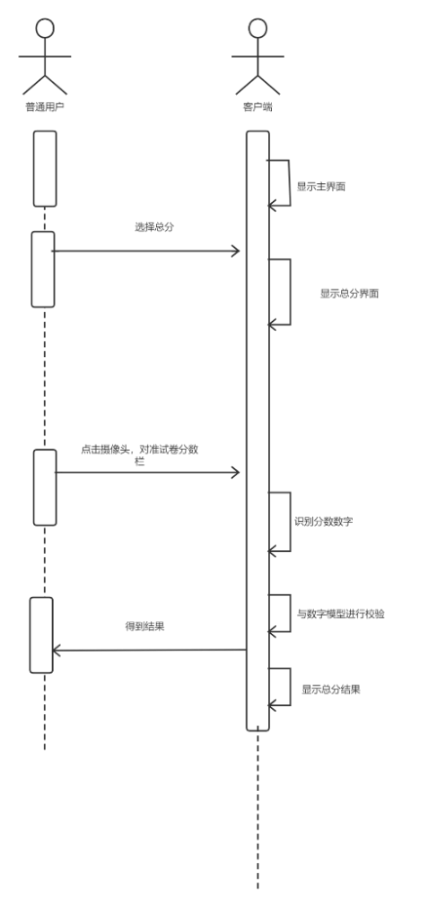 普通用户
客户端
显示主界面
选择总分
显示总分界面
点击摄像头，对准试卷分数
栏
识别分数数字
与数字模型进行校验
得到结果
显示总分结果